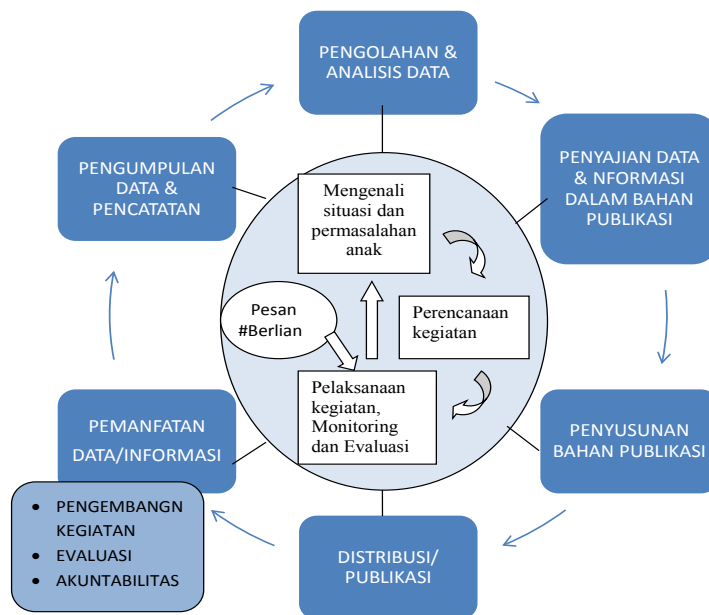 PENGOLAHAN &
ANALISIS DATA
PENYAJIAN DATA
& NFORMASI
DALAM BAHAN
PUBLIKASI
PENYUSUNAN
BAHAN PUBLIKASI
DISTRIBUSI/
PUBLIKASI
PEMANFATAN
DATA/INFORMASI
• PENGEMBANGN
KEGIATAN
• EVALUASI
• AKUNTABILITAS
PENGUMPULAN
DATA &
PENCATATAN
Mengenali
situasi dan
permasalahan
anak
Perencanaan
kegiatan
Pelaksanaan
kegiatan,
Monitoring
dan Evaluasi
Pesan
#Berlian